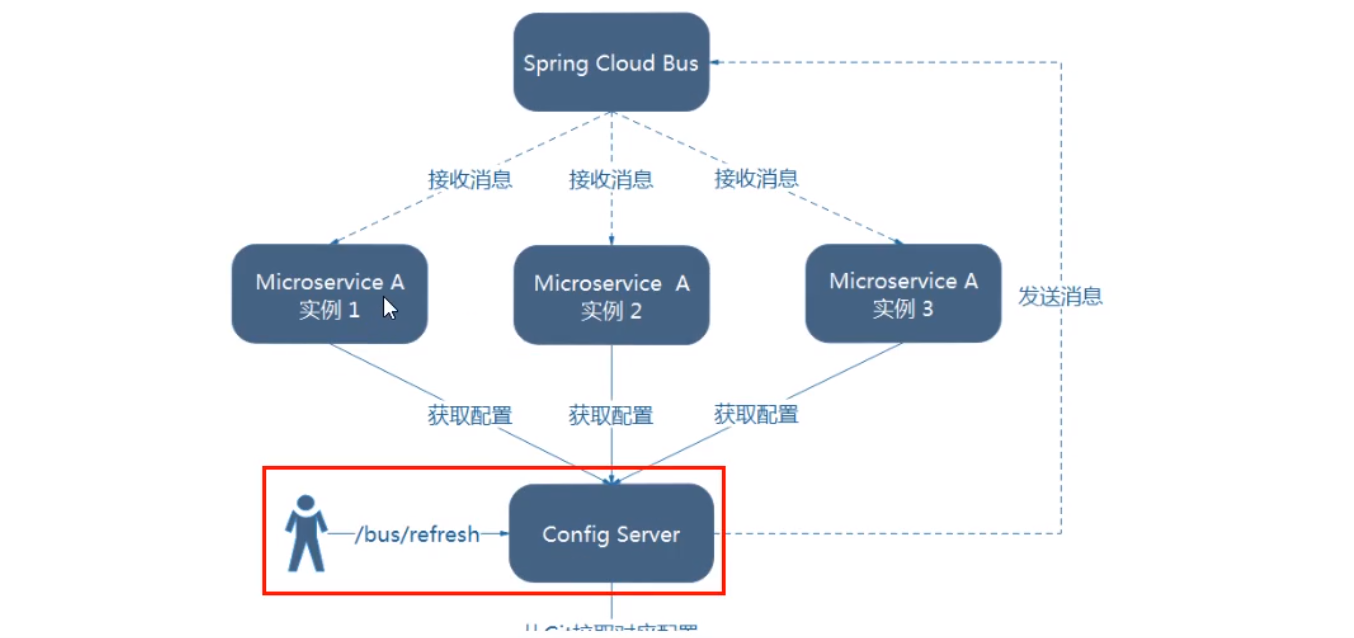 Spring Cloud Bus
接收消息 接收消息 接收消息
Microservice A
实例 1
Microservice A
实例 2
Microservice A
实例 3
发送消息
获取配置 获取配置 获取配置
/bus/refresh
Config Server